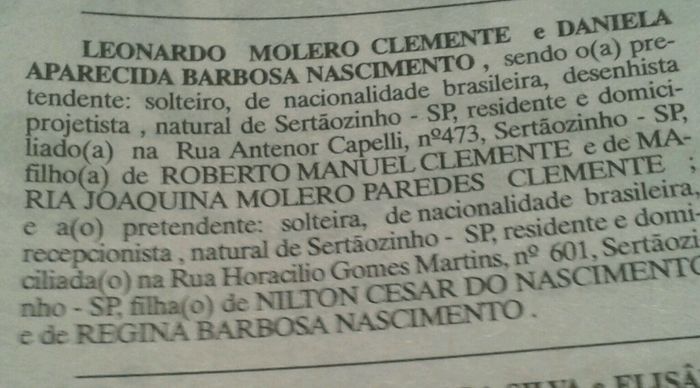 LEONARDO MOLERO CLEMENTE e DANIELA
APARECIDA BARBOSA NASCIMENTO , sendo o(a) pre-
tendente: solteiro, de nacionalidade brasileira, desenhista
projetista , natural de Sertãozinho - SP, residente e domici-
liado(a) na Rua Antenor Capelli, nº473, Sertãozinho - SP,
filho(a) de ROBERTO MANUEL CLEMENTE e de MA-
RIA JOAQUINA MOLERO PAREDES CLEMENTE ,
e a(o) pretendente: solteira, de nacionalidade brasileira,
recepcionista , natural de Sertãozinho - SP, residente e domi
ciliada(o) na Rua Horacilio Gomes Martins, nº 601, Sertãozi
nho - SP, filha(o) de NILTON CESAR DO NASCIMENTO
e de REGINA BARBOSA NASCIMENTO .
SILVA - ELISÂ